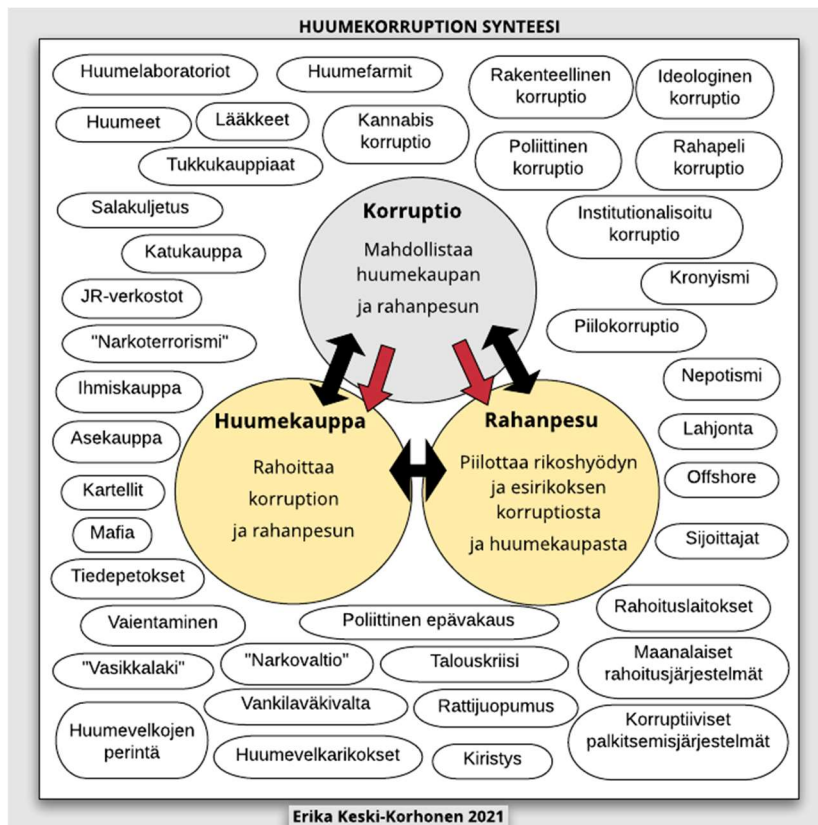 HUUMEKORRUPTION SYNTEESI
Huumelaboratoriot
Huumefarmit
Rakenteellinen
korruptio
Ideologinen
korruptio
Huumeet
Lääkkeet
Kannabis
korruptio
Poliittinen
korruptio
Rahapeli
korruptio
Tukkukauppiaat
Salakuljetus
Katukauppa
JR-verkostot
"Narkoterrorismi"
Ihmiskauppa
Asekauppa
Kartellit
Mafia
Tiedepetokset
Korruptio
Mahdollistaa
huumekaupan
ja rahanpesun
Institutionalisoitu
korruptio
Kronyismi
Piilokorruptio
Nepotismi
Lahjonta
Offshore
Sijoittajat
Huumekauppa
Rahoittaa
korruption
ja rahanpesun
Rahanpesu
Piilottaa rikoshyödyn
ja esirikoksen
korruptiosta
ja huumekaupasta
Vaientaminen
Poliittinen epävakaus
Rahoituslaitokset
"Vasikkalaki"
"Narkovaltio"
Talouskriisi
Maanalaiset
rahoitusjärjestelmät
Vankilaväkivalta
Rattijuopumus
Huumevelkojen
perintä
Huumevelkarikokset
Kiristys
Korruptiiviset
palkitsemisjärjestelmät
Erika Keski-Korhonen 2021